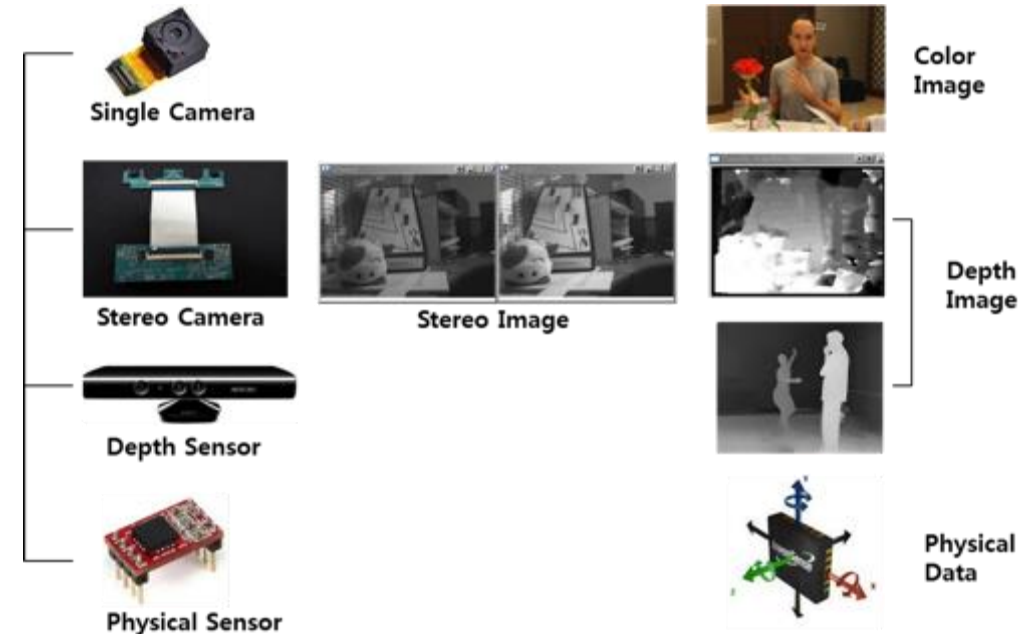 Single Camera
Color
Image
Stereo Camera
Stereo Image
Depth
Image
Depth Sensor
Physical
Data
Physical Sensor